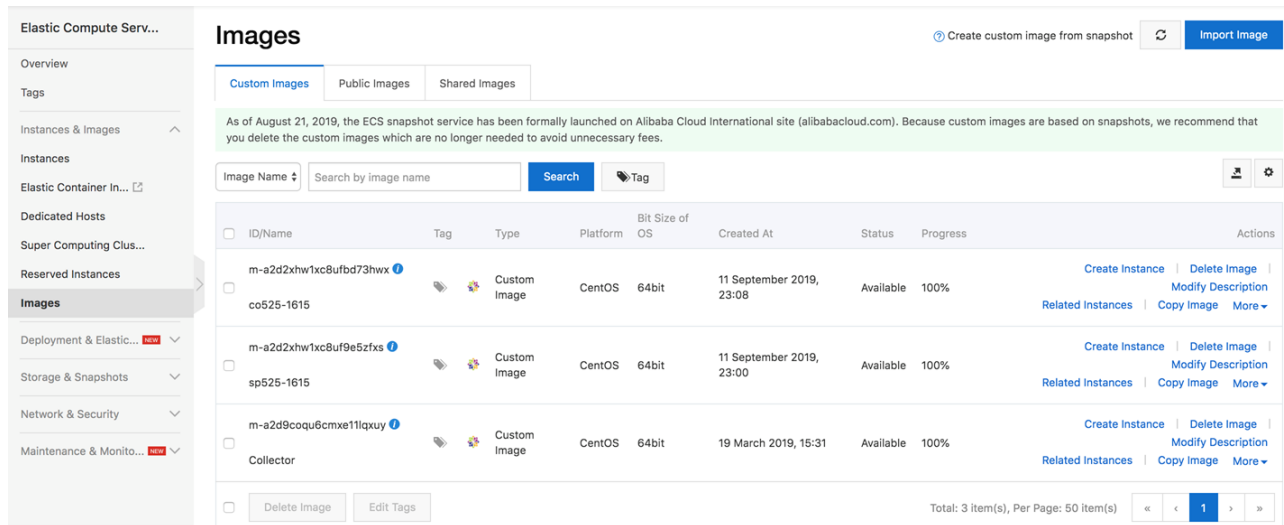 Elastic Compute Serv...
Overview
Tags
Instances & Images
Instances
Elastic Container In...
Dedicated Hosts
Super Computing Clus...
Reserved Instances
Images
Deployment & Elastic... NEW
Storage & Snapshots
Network & Security
Maintenance & Monito... NEW
Images
Create custom image from snapshot
Import Image
Custom Images Public Images Shared Images
As of August 21, 2019, the ECS snapshot service has been formally launched on Alibaba Cloud International site (alibabacloud.com). Because custom images are based on snapshots, we recommend that
you delete the custom images which are no longer needed to avoid unnecessary fees.
Image Name Search by image name Search Tag
ID/Name Tag Type Platform Bit Size of OS Created At Status Progress Actions
m-a2d2xhw1xc8ufbd73hwx
co525-1615
Custom Image CentOS 64bit 11 September 2019, 23:08 Available 100%
Create Instance | Delete Image |
Modify Description
Related Instances | Copy Image More
m-a2d2xhw1xc8uf9e5zfxs
sp525-1615
Custom Image CentOS 64bit 11 September 2019, 23:00 Available 100%
Create Instance | Delete Image |
Modify Description
Related Instances | Copy Image More
m-a2d9coqu6cmxe11lqxuy
Collector
Custom Image CentOS 64bit 19 March 2019, 15:31 Available 100%
Create Instance | Delete Image |
Modify Description
Related Instances | Copy Image More
Delete Image Edit Tags Total: 3 item(s), Per Page: 50 item(s) « ‹ 1 › »